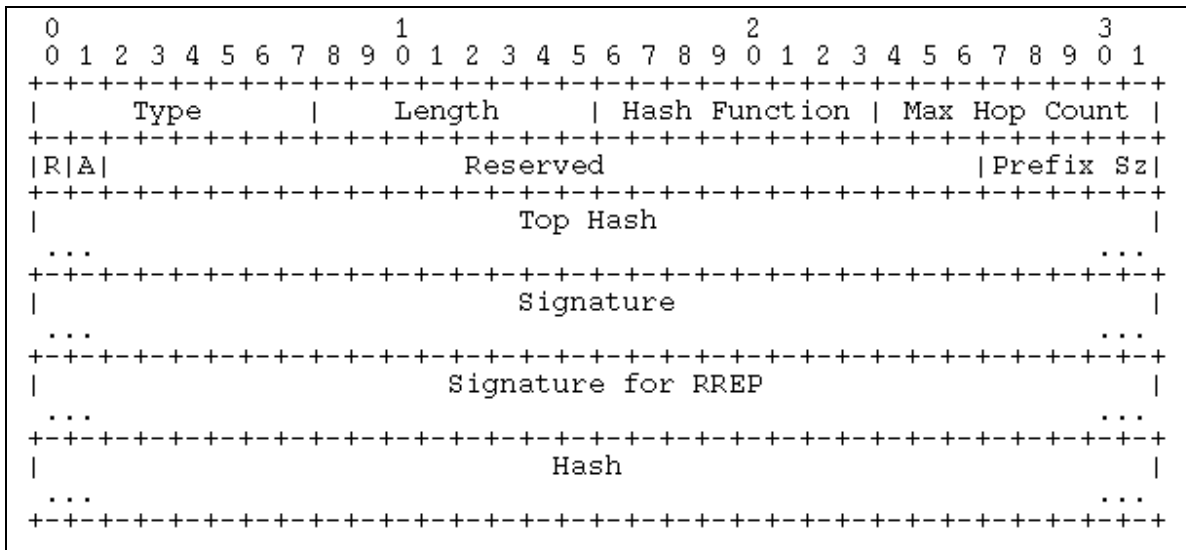 0                   1                   2                   3
0 1 2 3 4 5 6 7 8 9 0 1 2 3 4 5 6 7 8 9 0 1 2 3 4 5 6 7 8 9 0 1
+-+-+-+-+-+-+-+-+-+-+-+-+-+-+-+-+-+-+-+-+-+-+-+-+-+-+-+-+-+-+-+-+
|     Type      |    Length     | Hash Function | Max Hop Count |
+-+-+-+-+-+-+-+-+-+-+-+-+-+-+-+-+-+-+-+-+-+-+-+-+-+-+-+-+-+-+-+-+
|R|A|                    Reserved                     |Prefix Sz|
+-+-+-+-+-+-+-+-+-+-+-+-+-+-+-+-+-+-+-+-+-+-+-+-+-+-+-+-+-+-+-+-+
|                           Top Hash                            |
...                                                           ...
+-+-+-+-+-+-+-+-+-+-+-+-+-+-+-+-+-+-+-+-+-+-+-+-+-+-+-+-+-+-+-+-+
|                           Signature                           |
...                                                           ...
+-+-+-+-+-+-+-+-+-+-+-+-+-+-+-+-+-+-+-+-+-+-+-+-+-+-+-+-+-+-+-+-+
|                       Signature for RREP                      |
...                                                           ...
+-+-+-+-+-+-+-+-+-+-+-+-+-+-+-+-+-+-+-+-+-+-+-+-+-+-+-+-+-+-+-+-+
|                             Hash                              |
...                                                           ...
+-+-+-+-+-+-+-+-+-+-+-+-+-+-+-+-+-+-+-+-+-+-+-+-+-+-+-+-+-+-+-+-+